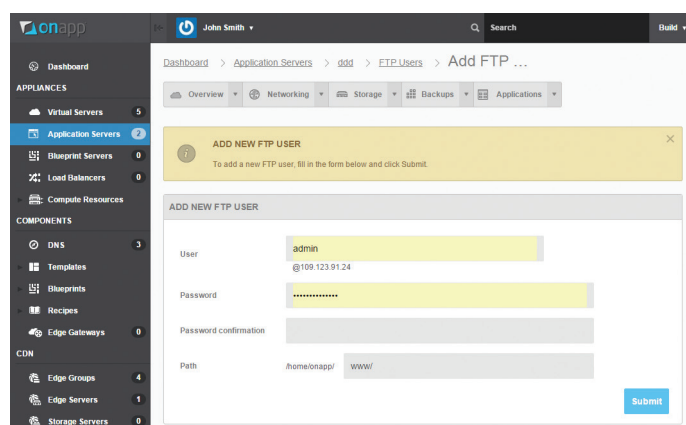 onapp
John Smith
Search
Build
Dashboard
APPLIANCES
Virtual Servers 5
Application Servers 2
Blueprint Servers 0
Load Balancers 0
Compute Resources
COMPONENTS
DNS 3
Templates
Blueprints
Recipes
Edge Gateways 0
CDN
Edge Groups 4
Edge Servers 1
Storage Servers 0
Dashboard > Application Servers > ddd > FTP Users > Add FTP ...
Overview Networking Storage Backups Applications
ADD NEW FTP USER
To add a new FTP user, fill in the form below and click Submit.
ADD NEW FTP USER
User admin
@109.123.91.24
Password ••••••••••••••
Password confirmation
Path /home/onapp/ www/
Submit